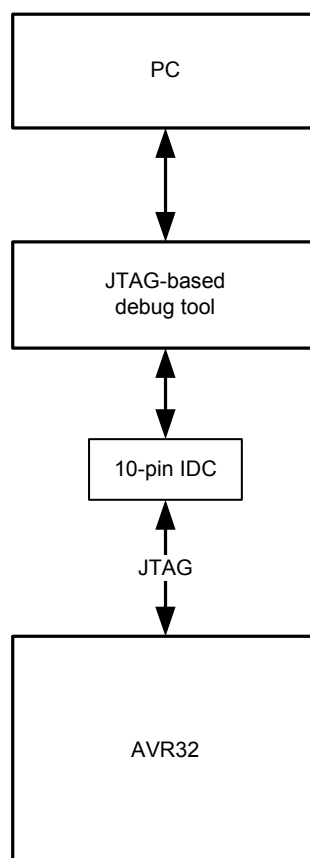 PC
JTAG-based
debug tool
10-pin IDC
JTAG
AVR32